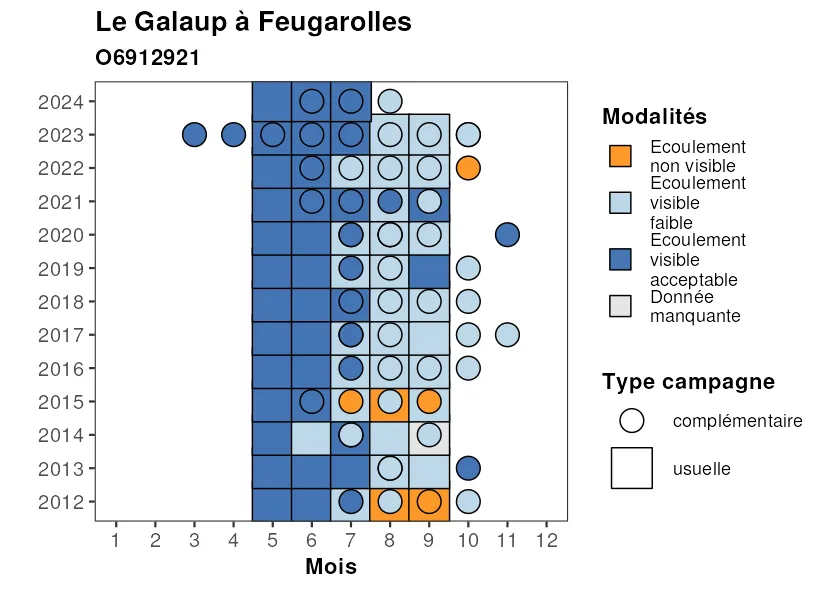 Le Galaup à Feugarolles
O6912921
2024
2023
2022
2021
2020
2019
2018
2017
2016
2015
2014
2013
2012
1 2 3 4 5 6 7 8 9 10 11 12
Mois
Modalités
Ecoulement
non visible
Ecoulement
visible
faible
Ecoulement
visible
acceptable
Donnée
manquante
Type campagne
complémentaire
usuelle